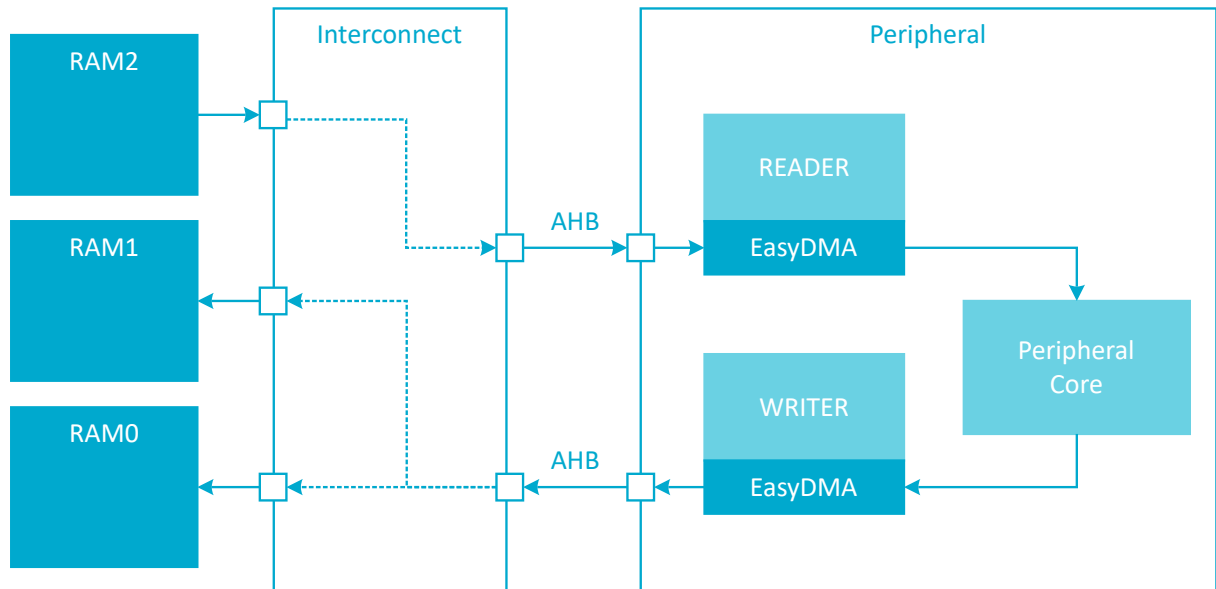 Interconnect
Peripheral
RAM2
READER
AHB
EasyDMA
RAM1
Peripheral
Core
WRITER
RAM0
AHB
EasyDMA